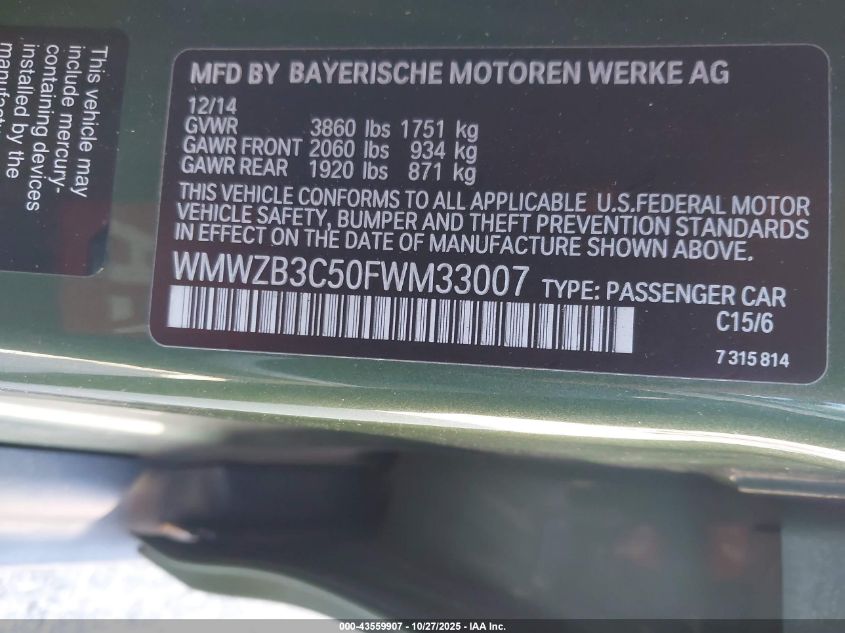 This vehicle may
include mercury-
containing devices
installed by the
MFD BY BAYERISCHE MOTOREN WERKE AG
12/14
GVWR 3860 lbs 1751 kg
GAWR FRONT 2060 lbs 934 kg
GAWR REAR 1920 lbs 871 kg
THIS VEHICLE CONFORMS TO ALL APPLICABLE U.S.FEDERAL MOTOR
VEHICLE SAFETY, BUMPER AND THEFT PREVENTION STANDARDS
IN EFFECT ON THE DATE OF MANUFACTURE SHOWN ABOVE.
WMWZB3C50FWM33007 TYPE: PASSENGER CAR
C15/6
7 315 814
000-43559907 - 10/27/2025 - IAA Inc.